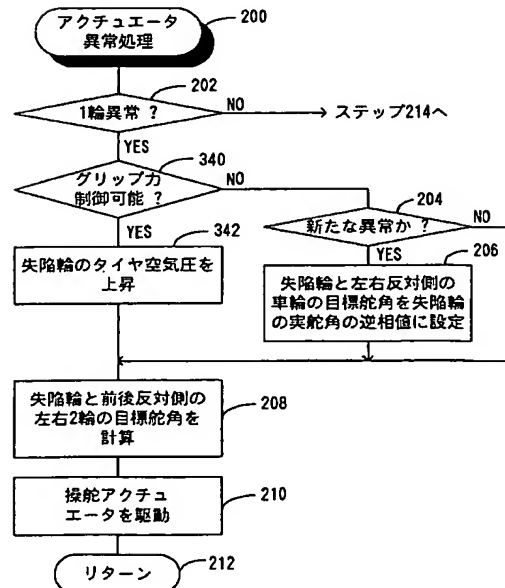 アクチュエータ
異常処理
200
202
1輪異常？
NO
ステップ214へ
YES
340
グリップ力
制御可能？
NO
204
新たな異常か？
NO
YES
342
YES
206
失陥輪のタイヤ空気圧を
上昇
失陥輪と左右反対側の
車輪の目標舵角を失陥輪
の実舵角の逆相値に設定
失陥輪と前後反対側の
左右2輪の目標舵角を
計算
208
操舵アクチュ
エータを駆動
210
リターン
212